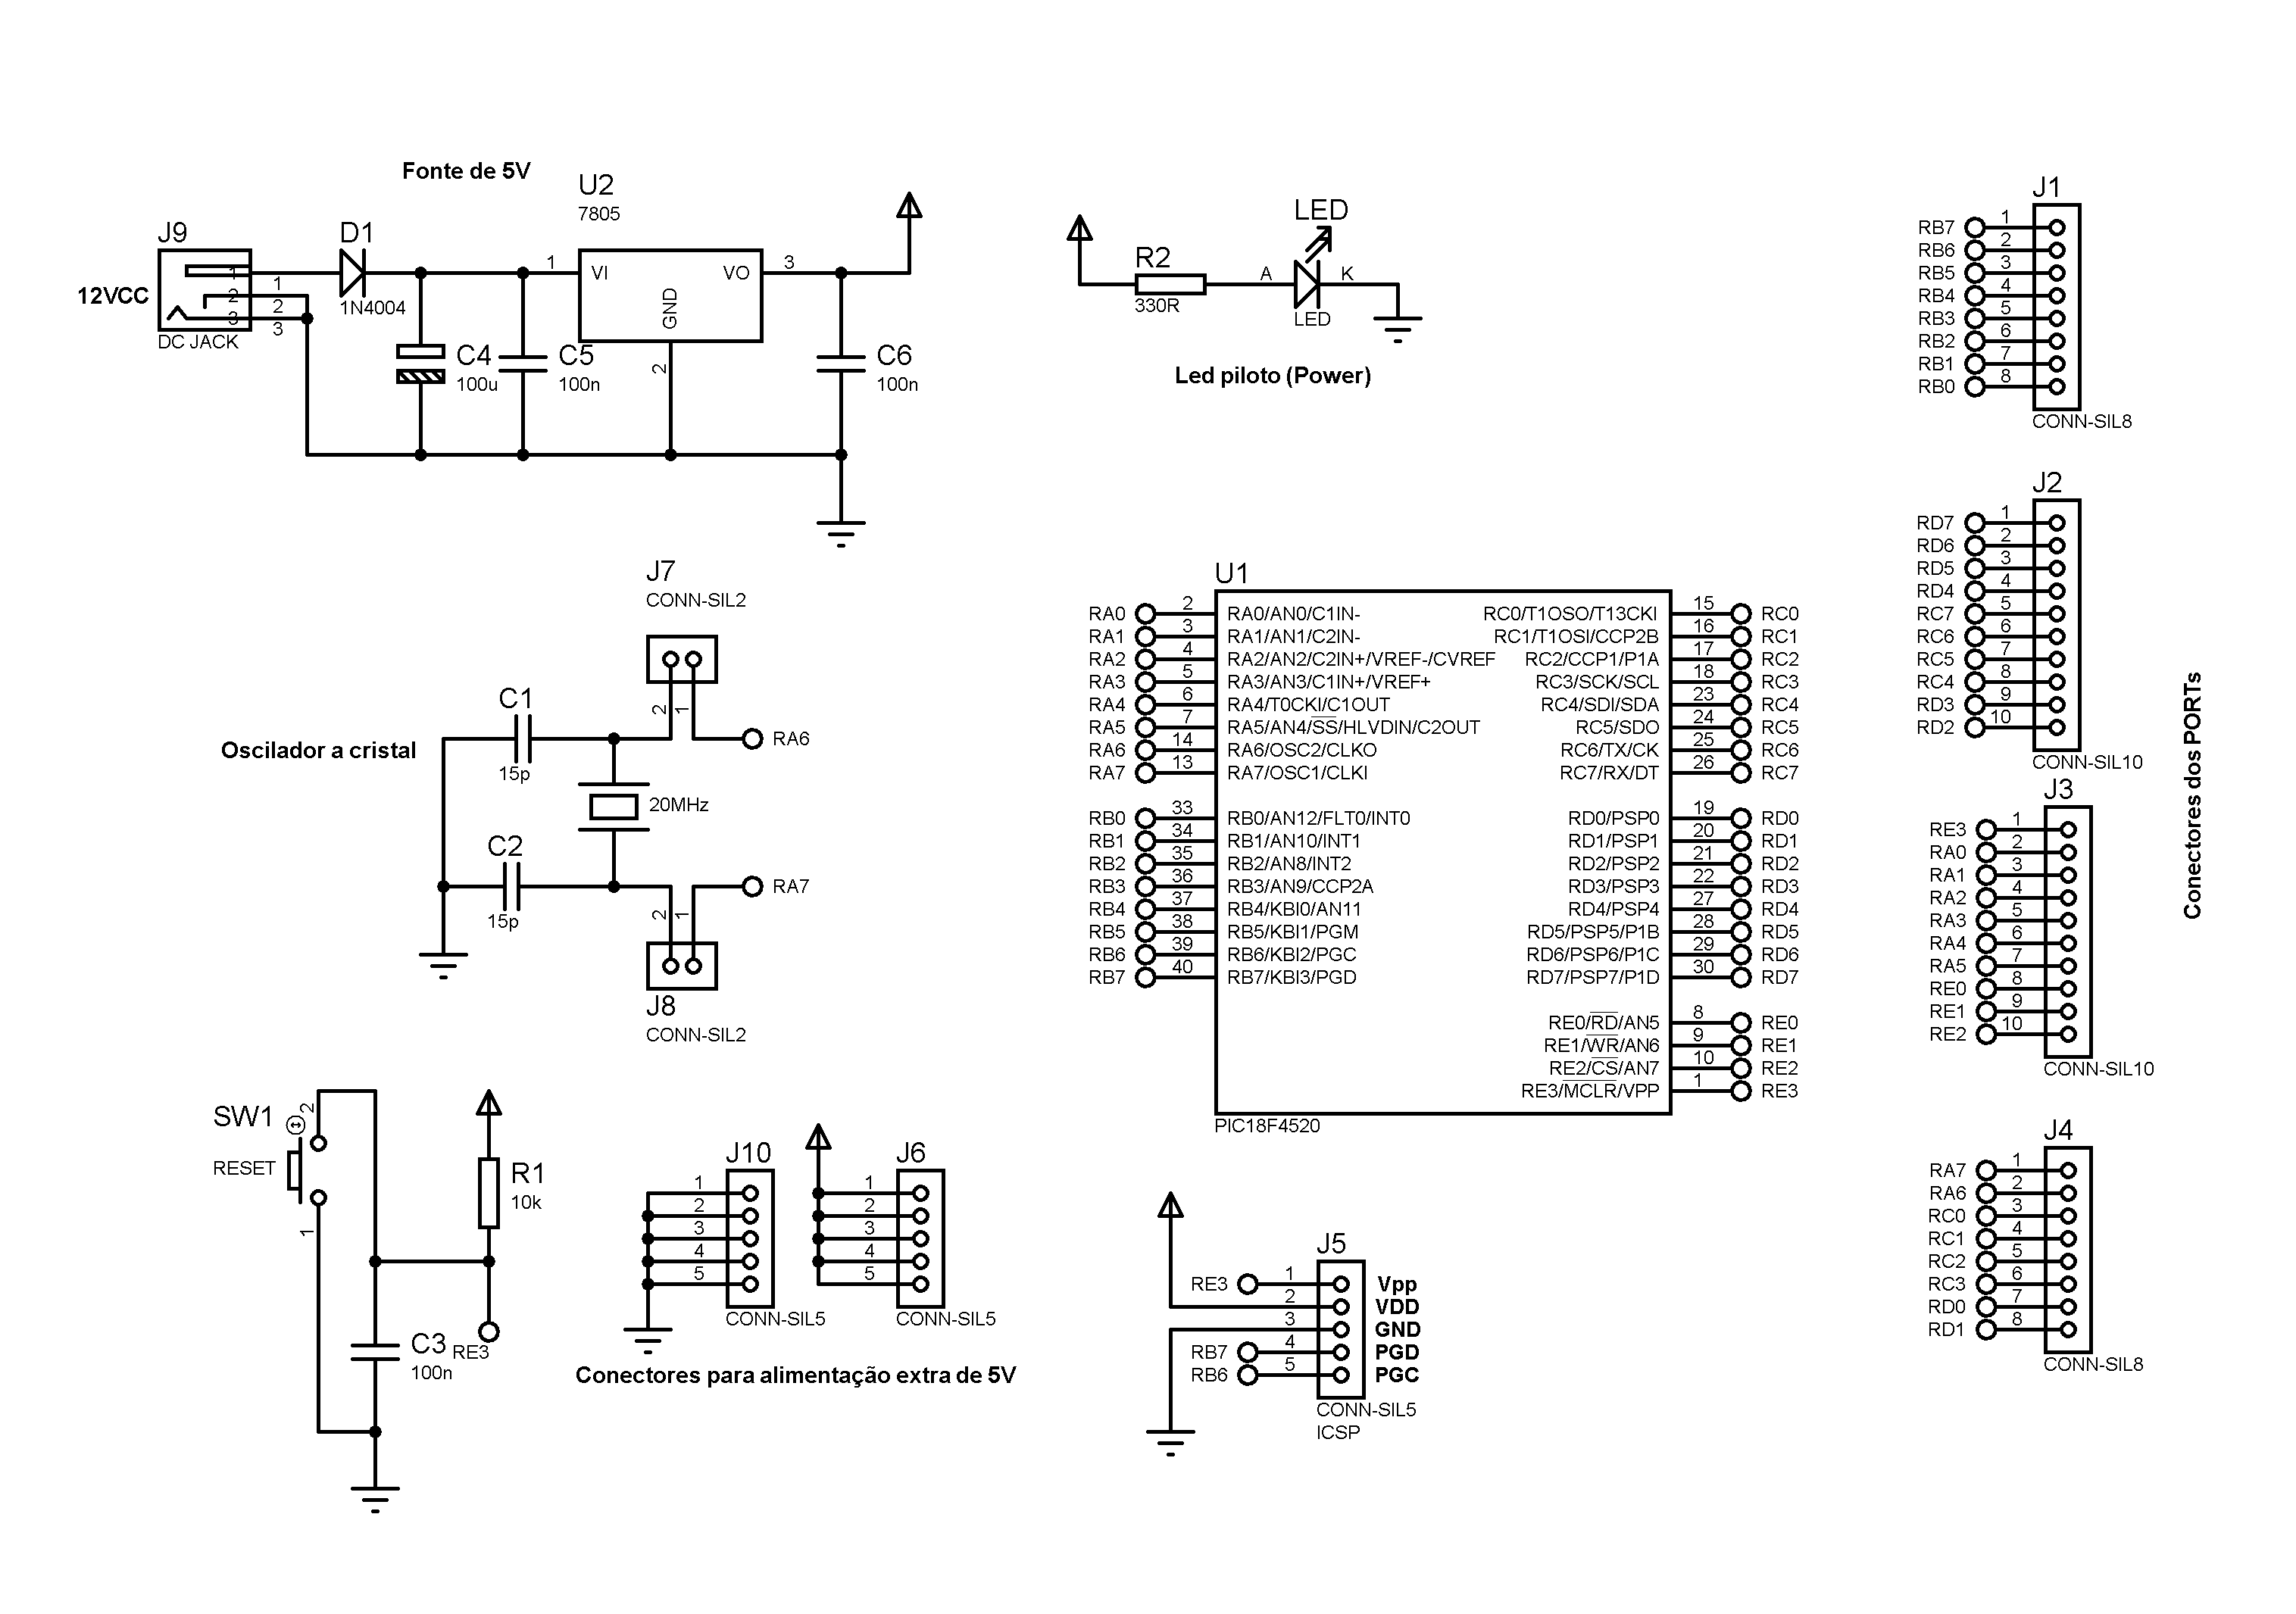 Fonte de 5V
J9
12VCC
DC JACK
1
2
3
1
2
3
D1
1N4004
C4
100u
C5
100n
U2
7805
1
VI
VO
3
GND
2
C6
100n
R2
330R
LED
A
K
LED
Led piloto (Power)
J7
CONN-SIL2
2
1
RA6
C1
15p
Oscilador a cristal
20MHz
C2
15p
2
1
RA7
J8
CONN-SIL2
SW1
RESET
2
1
R1
10k
C3
100n
RE3
J10
1
2
3
4
5
CONN-SIL5
J6
1
2
3
4
5
CONN-SIL5
Conectores para alimentação extra de 5V
U1
RA0 2 RA0/AN0/C1IN-
RA1 3 RA1/AN1/C2IN-
RA2 4 RA2/AN2/C2IN+/VREF-/CVREF
RA3 5 RA3/AN3/C1IN+/VREF+
RA4 6 RA4/T0CKI/C1OUT
RA5 7 RA5/AN4/SS/HLVDIN/C2OUT
RA6 14 RA6/OSC2/CLKO
RA7 13 RA7/OSC1/CLKI
RB0 33 RB0/AN12/FLT0/INT0
RB1 34 RB1/AN10/INT1
RB2 35 RB2/AN8/INT2
RB3 36 RB3/AN9/CCP2A
RB4 37 RB4/KBI0/AN11
RB5 38 RB5/KBI1/PGM
RB6 39 RB6/KBI2/PGC
RB7 40 RB7/KBI3/PGD
RC0/T1OSO/T13CKI 15 RC0
RC1/T1OSI/CCP2B 16 RC1
RC2/CCP1/P1A 17 RC2
RC3/SCK/SCL 18 RC3
RC4/SDI/SDA 23 RC4
RC5/SDO 24 RC5
RC6/TX/CK 25 RC6
RC7/RX/DT 26 RC7
RD0/PSP0 19 RD0
RD1/PSP1 20 RD1
RD2/PSP2 21 RD2
RD3/PSP3 22 RD3
RD4/PSP4 27 RD4
RD5/PSP5/P1B 28 RD5
RD6/PSP6/P1C 29 RD6
RD7/PSP7/P1D 30 RD7
RE0/RD/AN5 8 RE0
RE1/WR/AN6 9 RE1
RE2/CS/AN7 10 RE2
RE3/MCLR/VPP 1 RE3
PIC18F4520
J5
RE3 1 Vpp
2 VDD
3 GND
RB7 4 PGD
RB6 5 PGC
CONN-SIL5
ICSP
J1
RB7 1
RB6 2
RB5 3
RB4 4
RB3 5
RB2 6
RB1 7
RB0 8
CONN-SIL8
J2
RD7 1
RD6 2
RD5 3
RD4 4
RC7 5
RC6 6
RC5 7
RC4 8
RD3 9
RD2 10
CONN-SIL10
J3
RE3 1
RA0 2
RA1 3
RA2 4
RA3 5
RA4 6
RA5 7
RE0 8
RE1 9
RE2 10
CONN-SIL10
J4
RA7 1
RA6 2
RC0 3
RC1 4
RC2 5
RC3 6
RD0 7
RD1 8
CONN-SIL8
Conectores dos PORTs